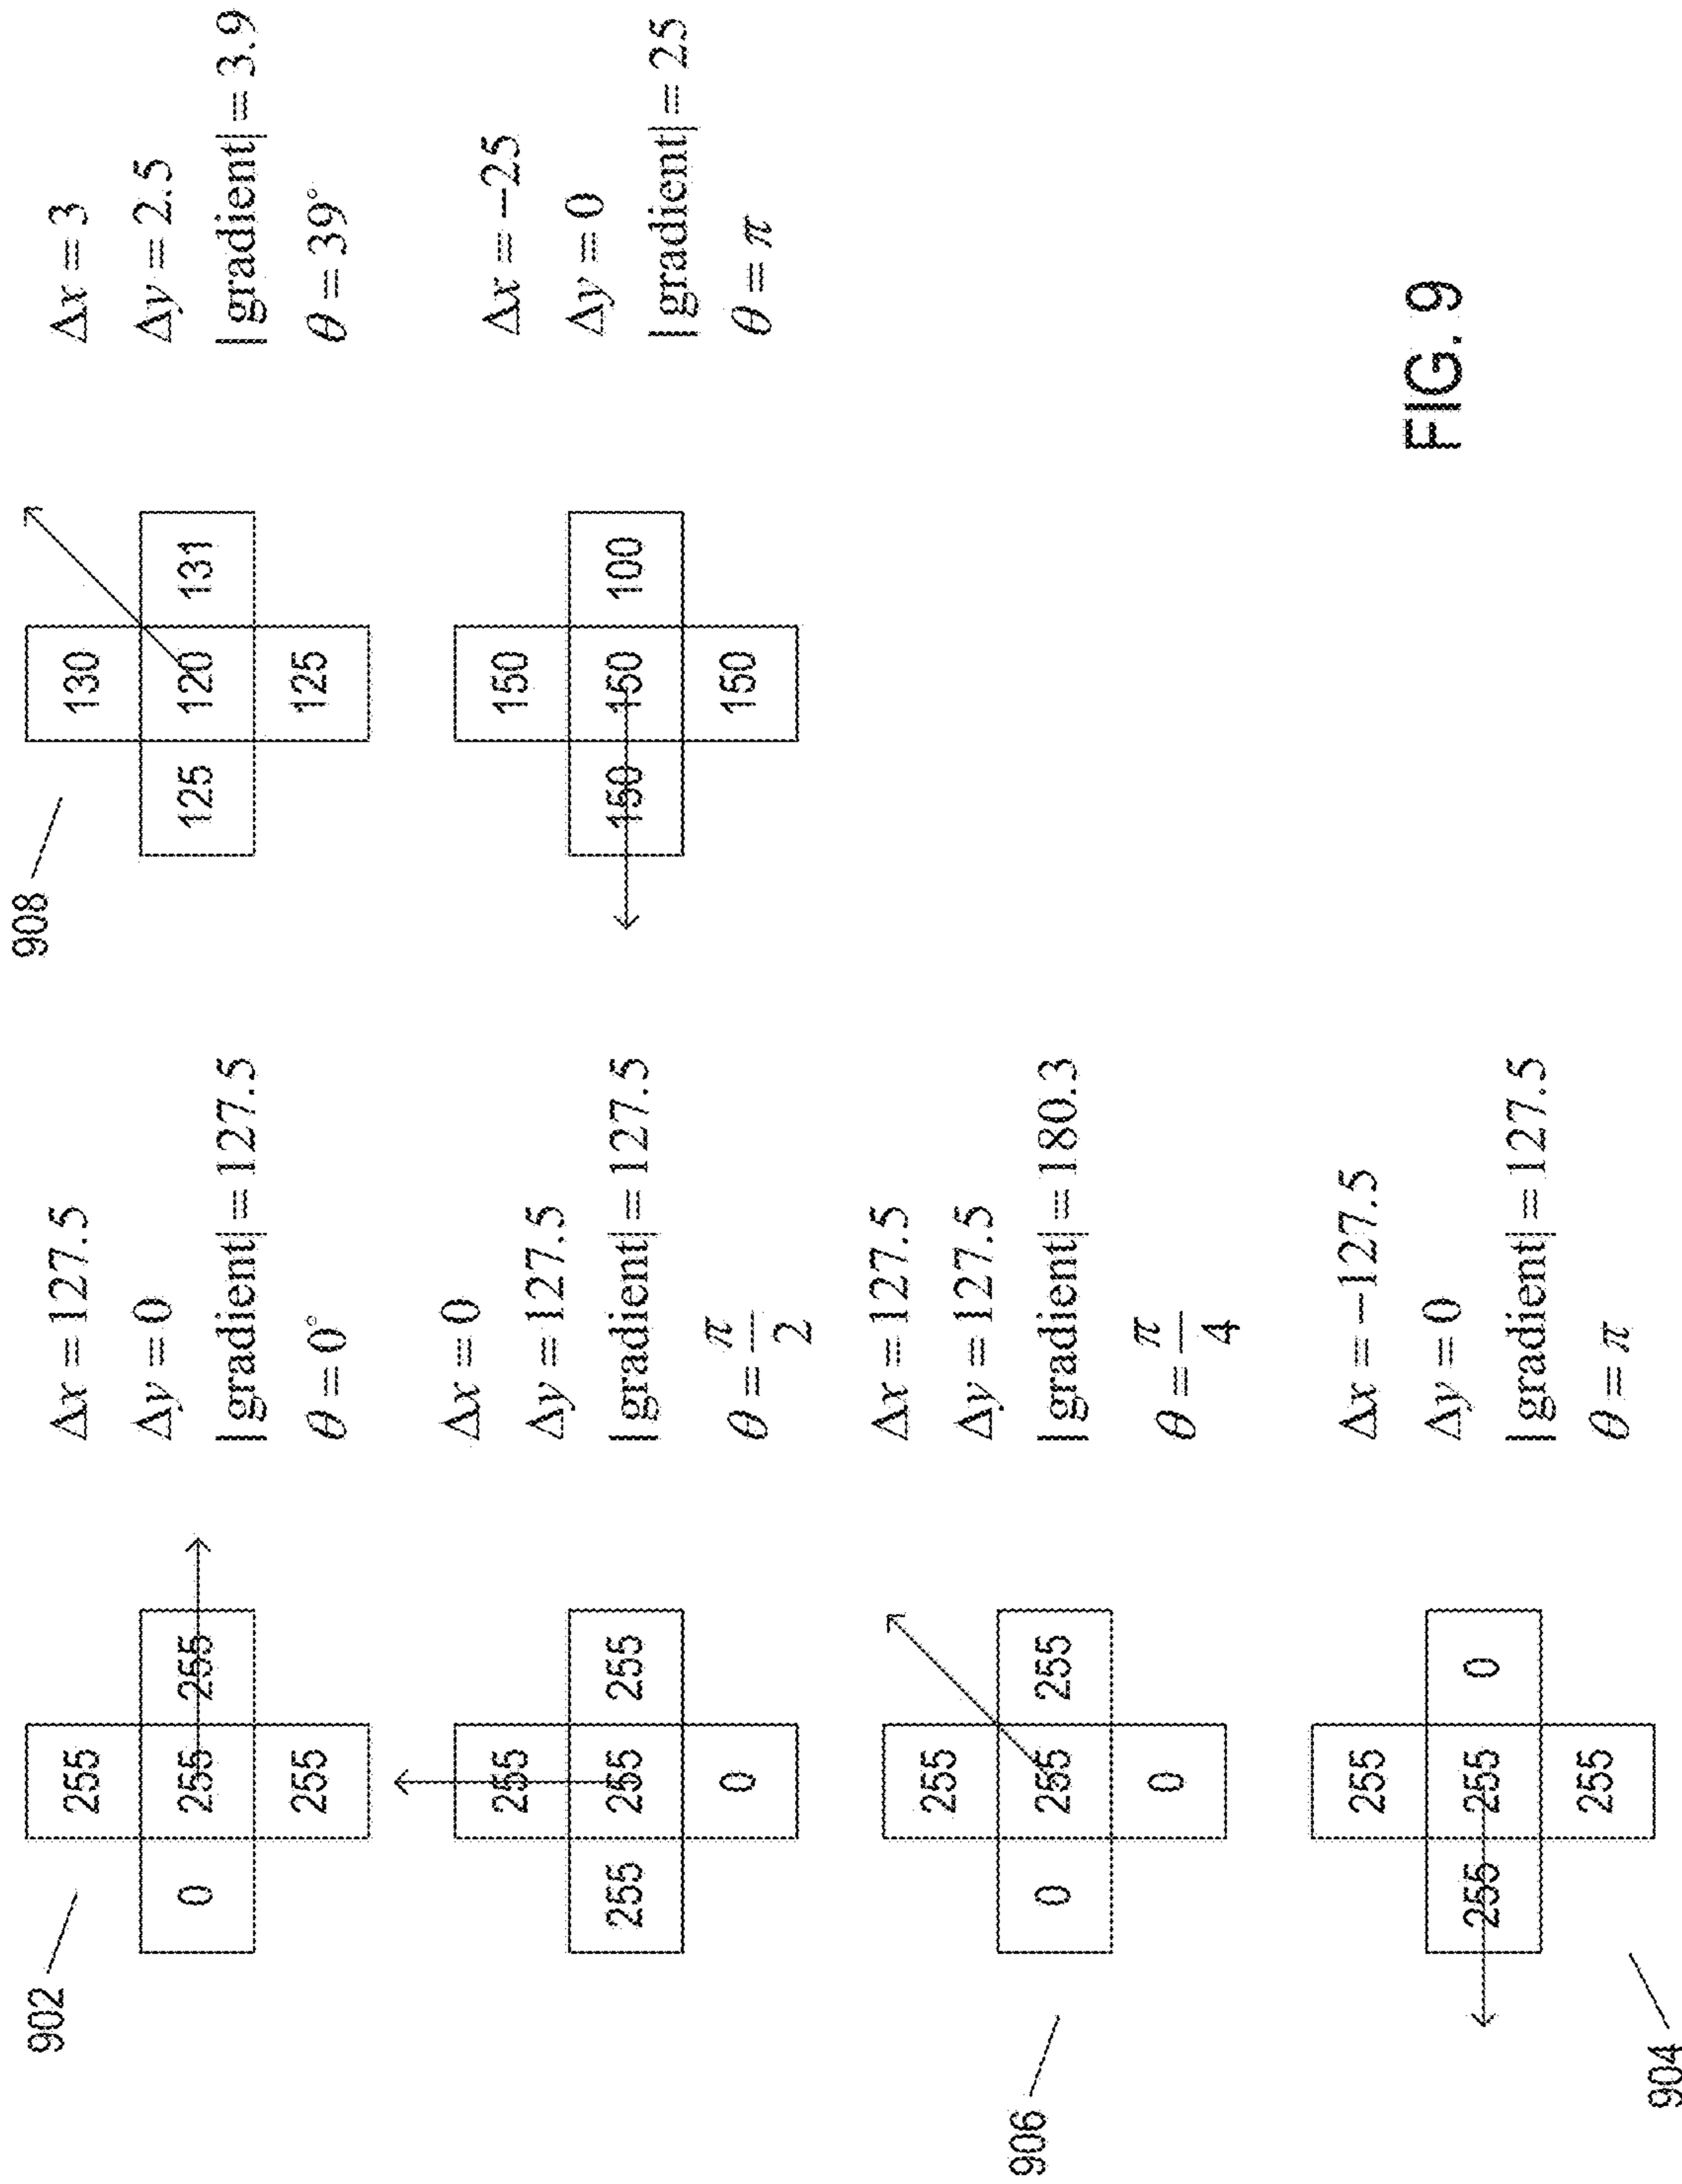 902
255
0 255 255
255
Δx = 127.5
Δy = 0
|gradient| = 127.5
θ = 0°
255
255 255 255
0
Δx = 0
Δy = 127.5
|gradient| = 127.5
θ = π/2
906
255
0 255 255
0
Δx = 127.5
Δy = 127.5
|gradient| = 180.3
θ = π/4
904
255
255 255 0
255
Δx = −127.5
Δy = 0
|gradient| = 127.5
θ = π
908
130
125 120 131
125
Δx = 3
Δy = 2.5
|gradient| = 3.9
θ = 39°
150
150 150 100
150
Δx = −25
Δy = 0
|gradient| = 25
θ = π
FIG. 9